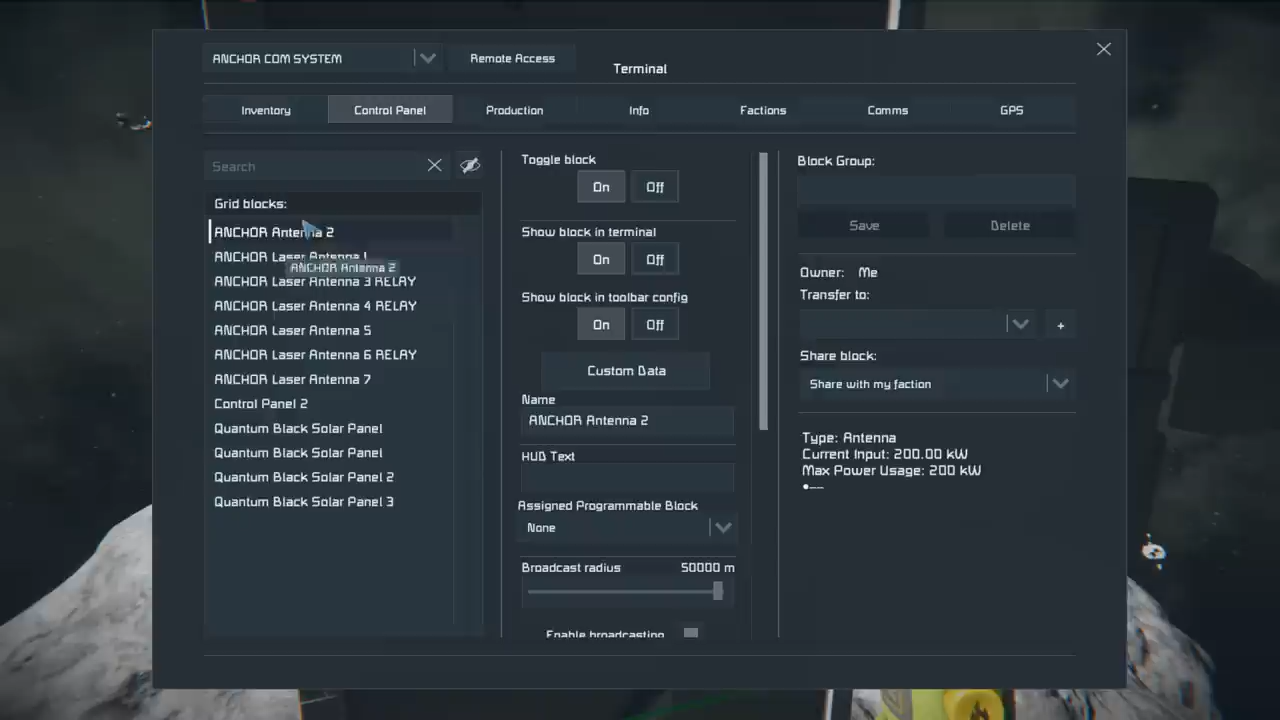 ANCHOR COM SYSTEM
Remote Access
Terminal
Inventory
Control Panel
Production
Info
Factions
Comms
GPS
Search
Grid blocks:
ANCHOR Antenna 2
ANCHOR Laser Antenna 1
ANCHOR Antenna 2
ANCHOR Laser Antenna 3 RELAY
ANCHOR Laser Antenna 4 RELAY
ANCHOR Laser Antenna 5
ANCHOR Laser Antenna 6 RELAY
ANCHOR Laser Antenna 7
Control Panel 2
Quantum Black Solar Panel
Quantum Black Solar Panel
Quantum Black Solar Panel 2
Quantum Black Solar Panel 3
Toggle block
On Off
Show block in terminal
On Off
Show block in toolbar config
On Off
Custom Data
Name
ANCHOR Antenna 2
HUD Text
Assigned Programmable Block
None
Broadcast radius 50000 m
Enable broadcasting
Block Group:
Save Delete
Owner: Me
Transfer to:
+
Share block:
Share with my faction
Type: Antenna
Current Input: 200.00 kW
Max Power Usage: 200 kW